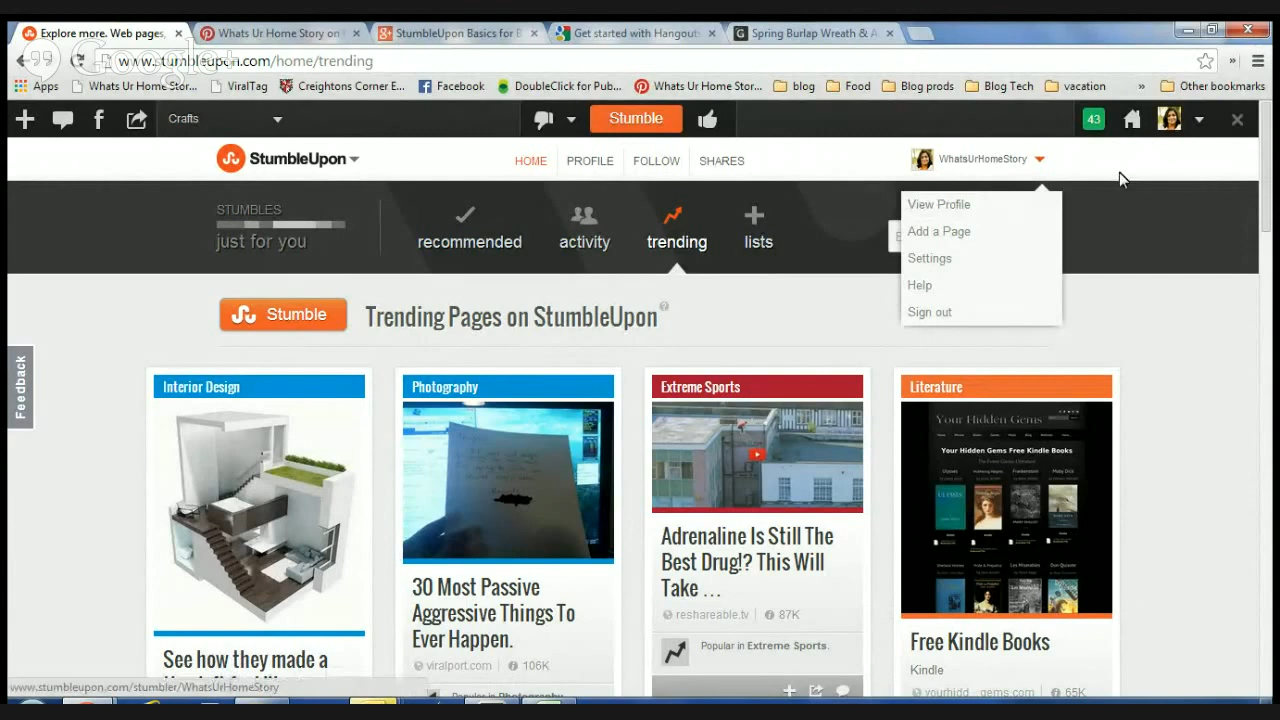 Explore more. Web pages,
Whats Ur Home Story on
StumbleUpon Basics for B
Get started with Hangouts
Spring Burlap Wreath & A
Google+
www.stumbleupon.com/home/trending
Apps
Whats Ur Home Stor...
ViralTag
Creightons Corner E...
Facebook
DoubleClick for Pub...
Whats Ur Home Stor...
blog
Food
Blog prods
Blog Tech
vacation
»
Other bookmarks
Crafts
Stumble
43
StumbleUpon
HOME
PROFILE
FOLLOW
SHARES
WhatsUrHomeStory
View Profile
Add a Page
Settings
Help
Sign out
STUMBLES
just for you
recommended
activity
trending
lists
Stumble
Trending Pages on StumbleUpon
Feedback
Interior Design
See how they made a
Photography
30 Most Passive
Aggressive Things To
Ever Happen.
viralport.com
106K
Extreme Sports
Adrenaline Is Still The
Best Drug!? This Will
Take ...
reshareable.tv
87K
Popular in Extreme Sports.
Literature
Your Hidden Gems
Your Hidden Gems Free Kindle Books
Free Kindle Books
Kindle
yourhidd...gems.com
65K
www.stumbleupon.com/stumbler/WhatsUrHomeStory